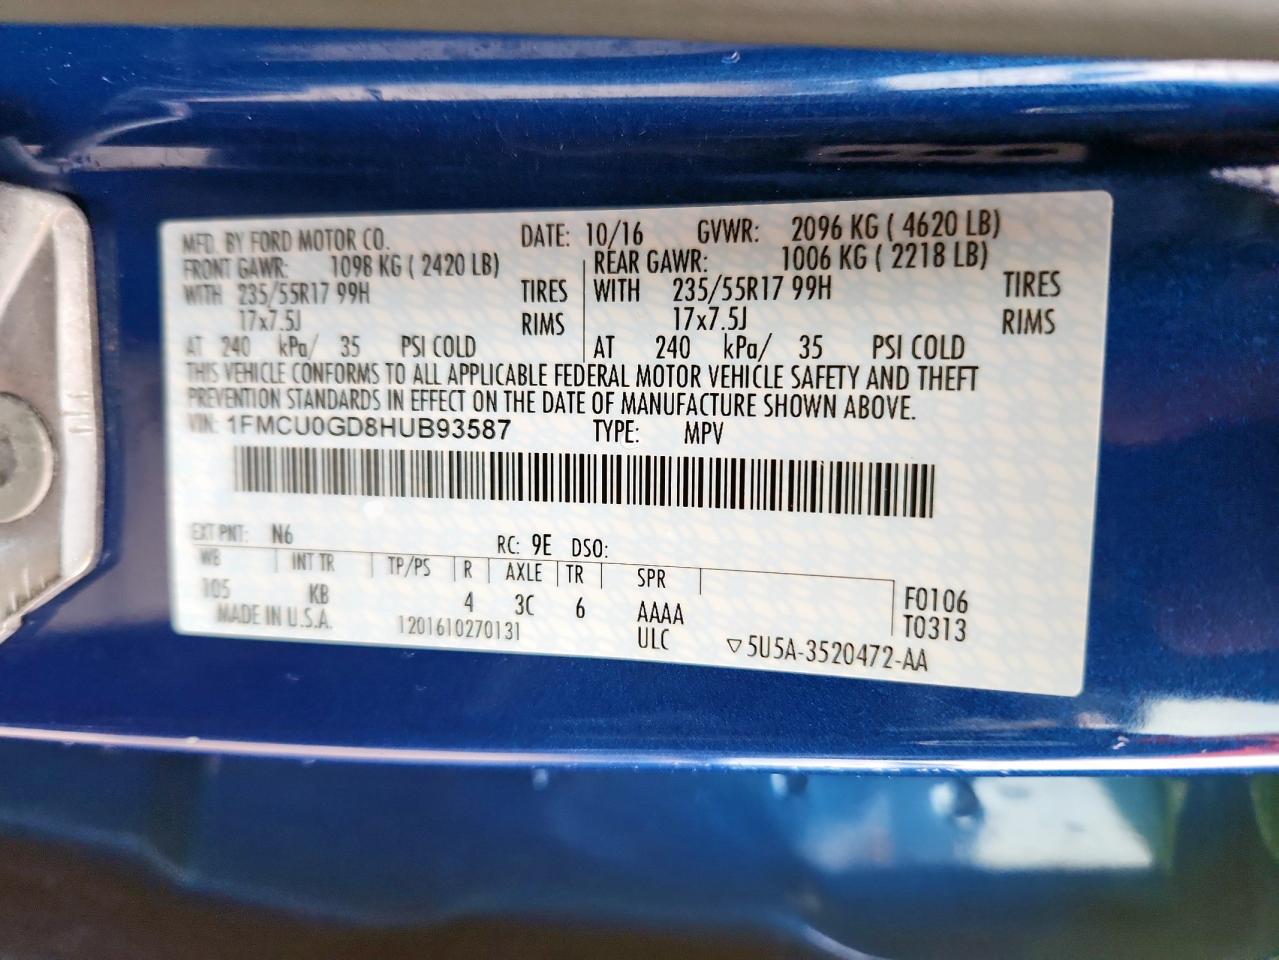 MFD. BY FORD MOTOR CO. DATE: 10/16 GVWR: 2096 KG ( 4620 LB)
FRONT GAWR: 1098 KG ( 2420 LB) REAR GAWR: 1006 KG ( 2218 LB)
WITH 235/55R17 99H TIRES WITH 235/55R17 99H TIRES
17x7.5J RIMS 17x7.5J RIMS
AT 240 kPa/ 35 PSI COLD AT 240 kPa/ 35 PSI COLD
THIS VEHICLE CONFORMS TO ALL APPLICABLE FEDERAL MOTOR VEHICLE SAFETY AND THEFT
PREVENTION STANDARDS IN EFFECT ON THE DATE OF MANUFACTURE SHOWN ABOVE.
VIN: 1FMCU0GD8HUB93587 TYPE: MPV
EXT PNT: N6 RC: 9E DSO:
WB INT TR TP/PS R AXLE TR SPR
105 KB 4 3C 6 AAAA F0106
MADE IN U.S.A. 1201610270131 ULC ▽5U5A-3520472-AA T0313